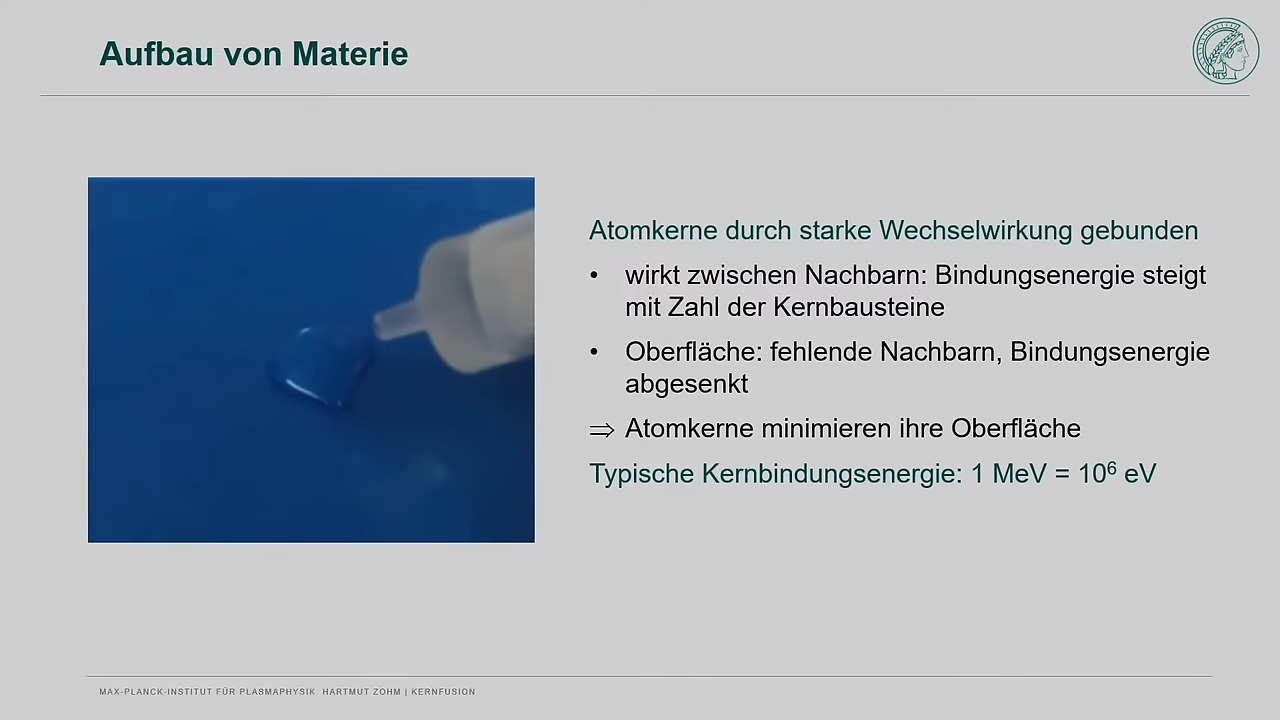 Aufbau von Materie
Atomkerne durch starke Wechselwirkung gebunden
• wirkt zwischen Nachbarn: Bindungsenergie steigt
mit Zahl der Kernbausteine
• Oberfläche: fehlende Nachbarn, Bindungsenergie
abgesenkt
⇒ Atomkerne minimieren ihre Oberfläche
Typische Kernbindungsenergie: 1 MeV = 10⁶ eV
MAX-PLANCK-INSTITUT FÜR PLASMAPHYSIK HARTMUT ZOHM | KERNFUSION